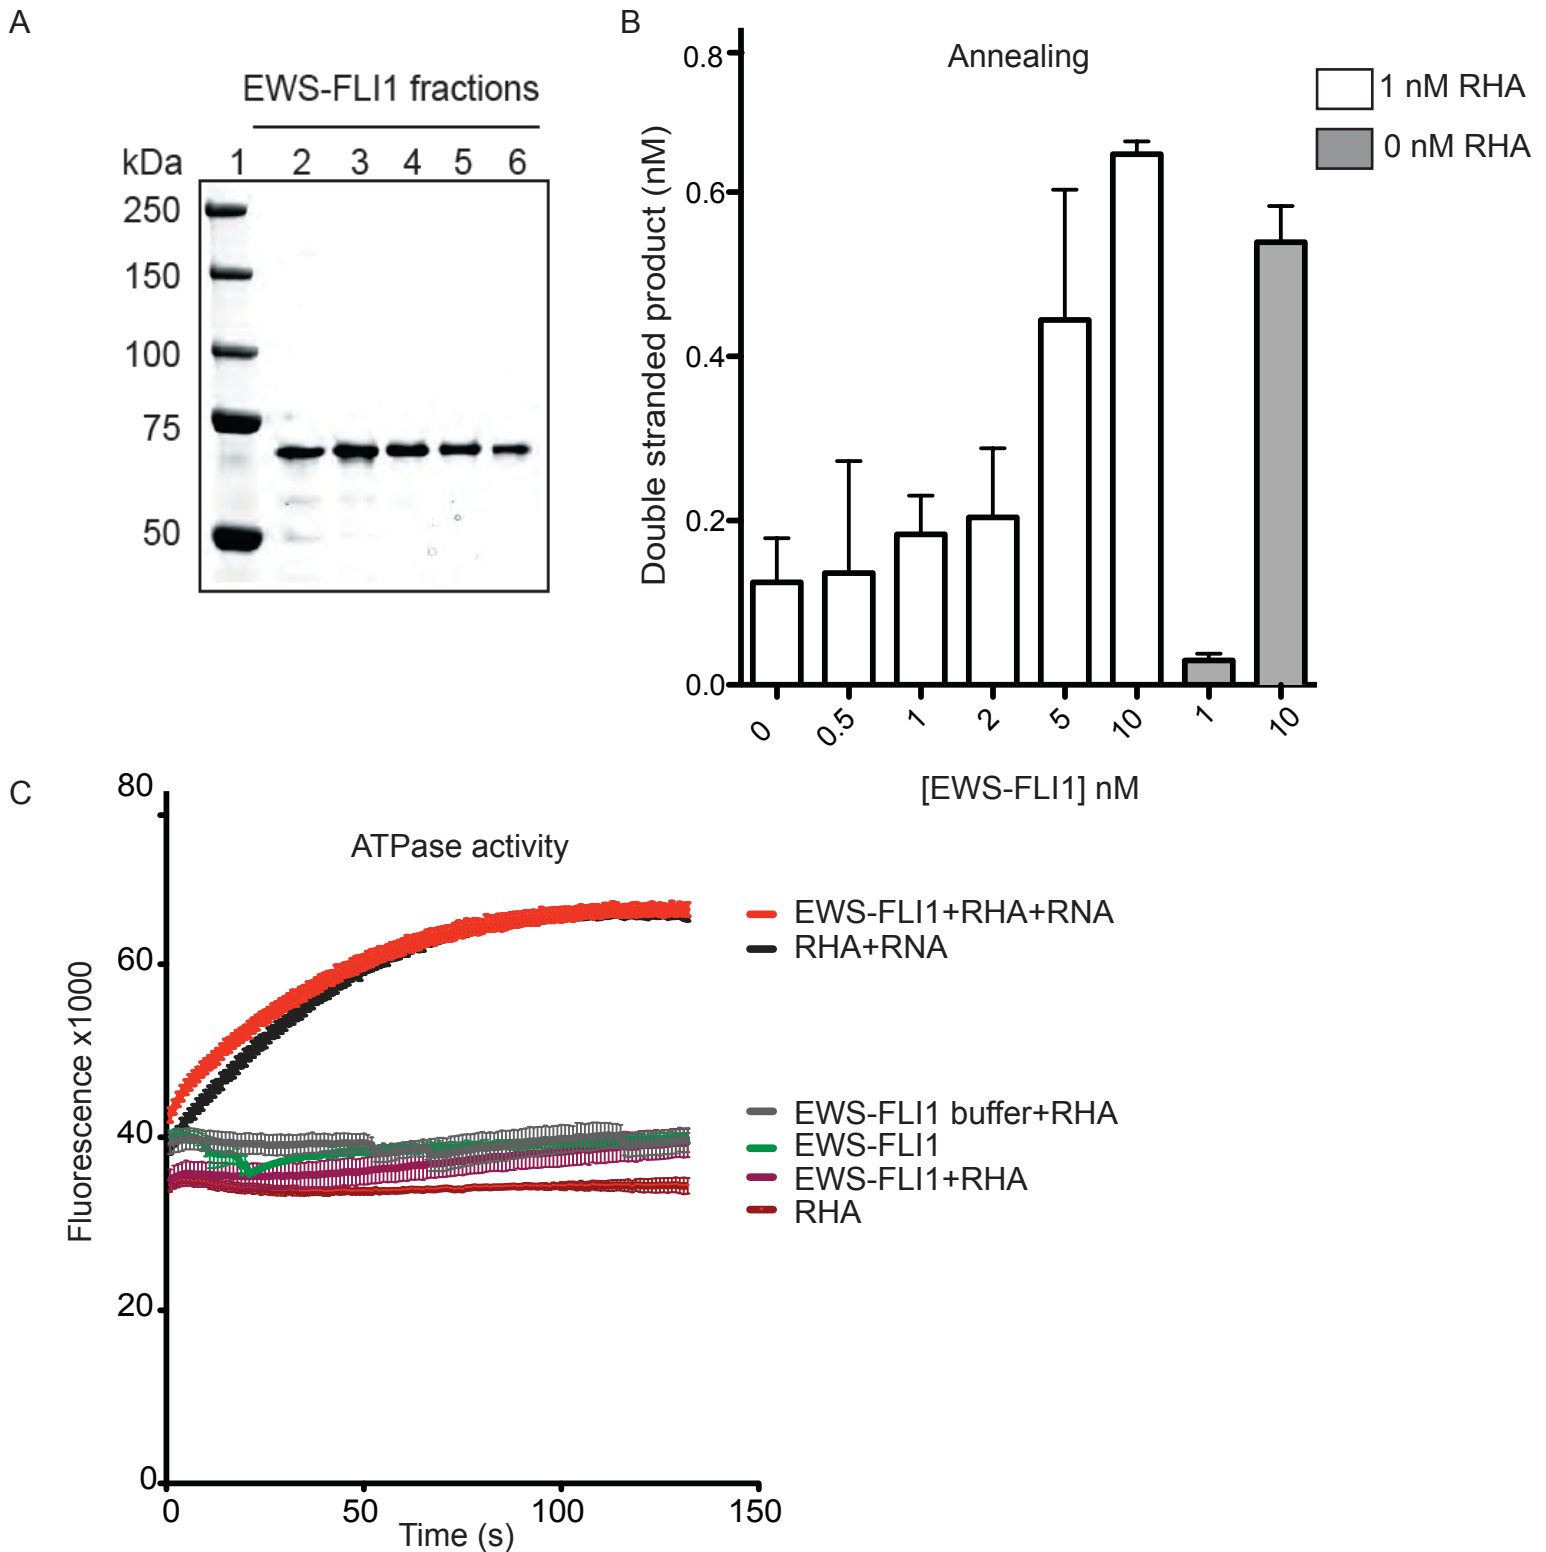 A
EWS-FLI1 fractions
kDa 1 2 3 4 5 6
250
150
100
75
50
B
Annealing
1 nM RHA
0 nM RHA
Double stranded product (nM)
0.8
0.6
0.4
0.2
0.0
0 0.5 1 2 5 10 1 10
[EWS-FLI1] nM
C
ATPase activity
Fluorescence x1000
80
60
40
20
0
0 50 100 150
Time (s)
EWS-FLI1+RHA+RNA
RHA+RNA
EWS-FLI1 buffer+RHA
EWS-FLI1
EWS-FLI1+RHA
RHA